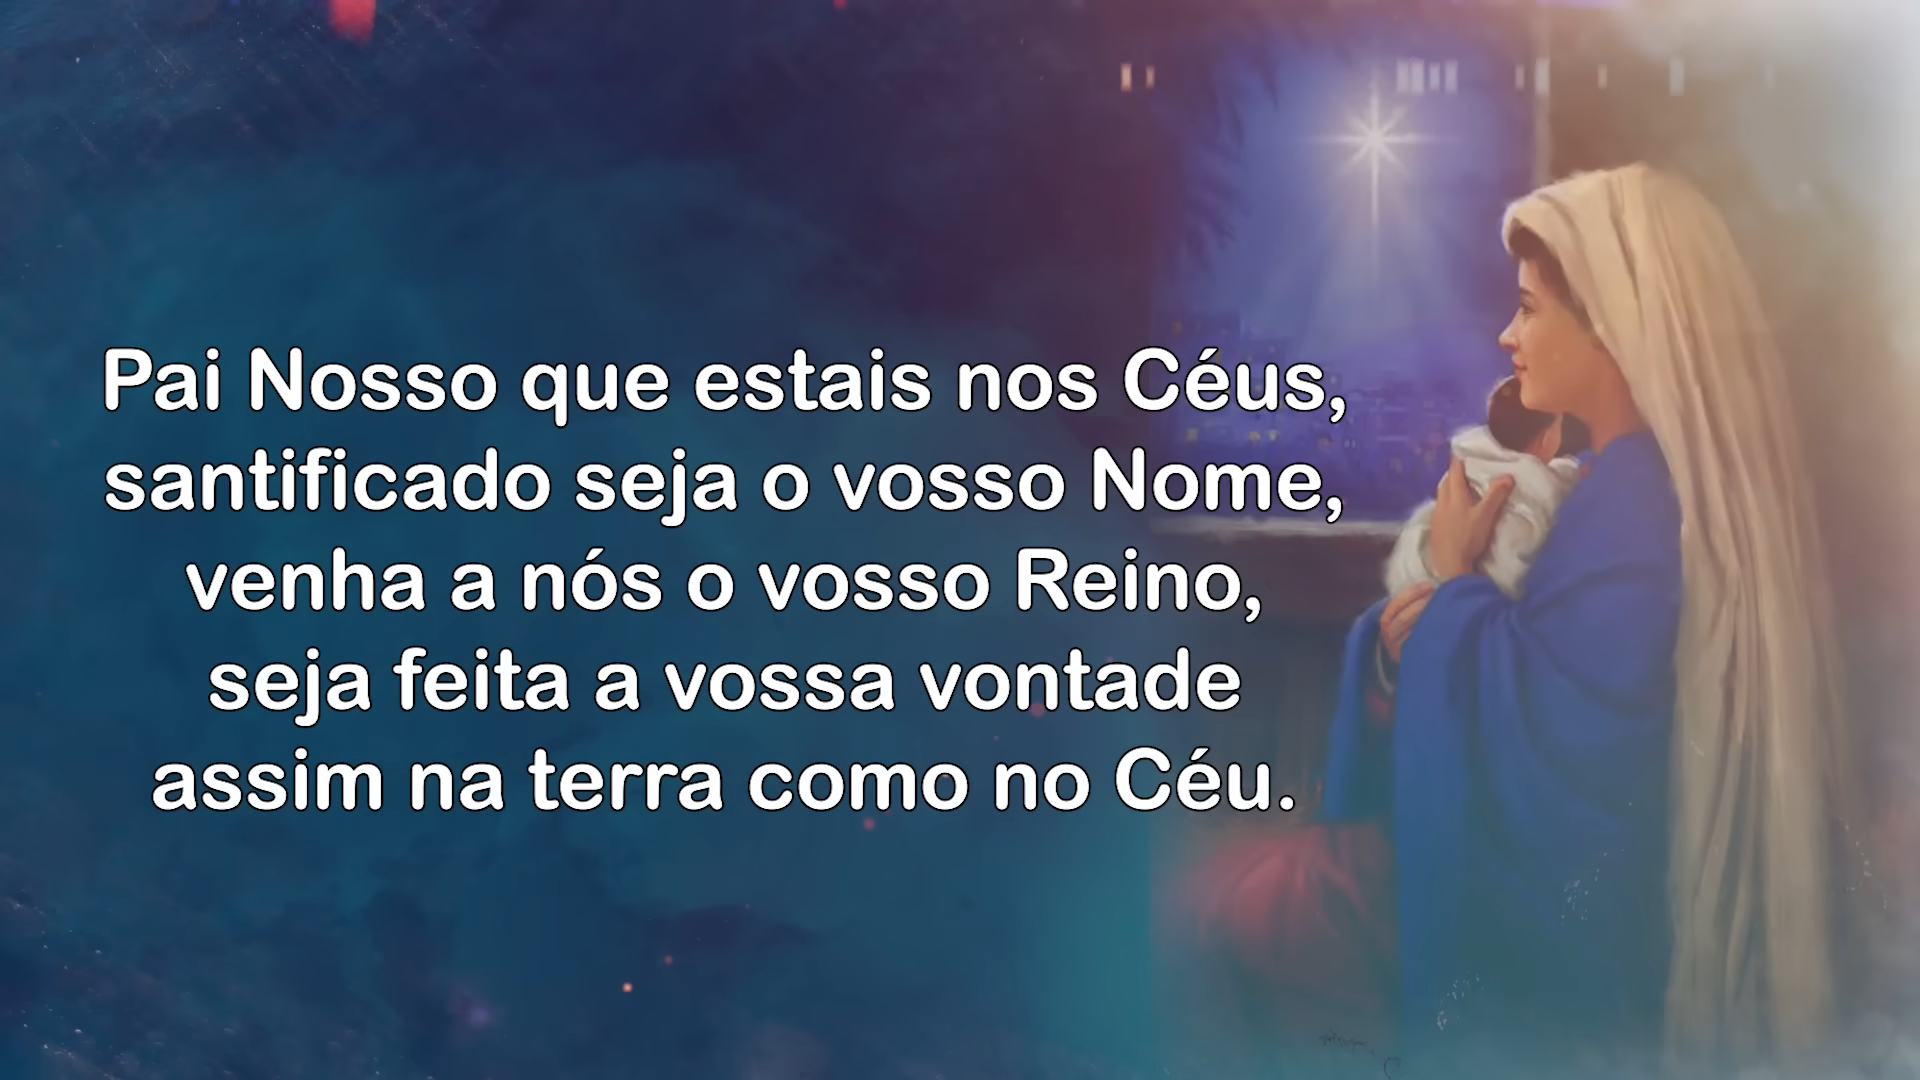 Pai Nosso que estais nos Céus,
santificado seja o vosso Nome,
venha a nós o vosso Reino,
seja feita a vossa vontade
assim na terra como no Céu.